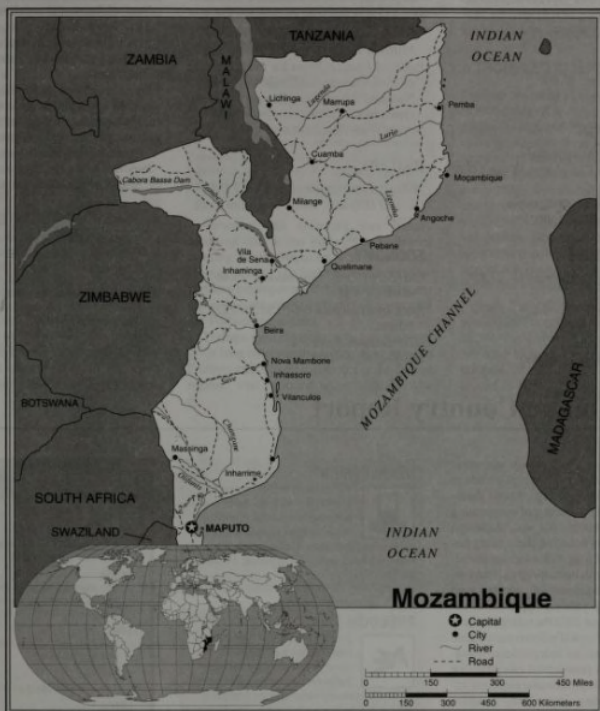 TANZANIA
INDIAN
OCEAN
ZAMBIA
MALAWI
Lichinga
Marrupa
Pemba
Lurio
Cuamba
Cabora Bassa Dam
Moçambique
Milange
Angoche
Pebane
Vila
de Sena
Quelimane
Inhaminga
ZIMBABWE
Beira
MOZAMBIQUE CHANNEL
Nova Mambone
Inhassoro
Save
Vilanculos
BOTSWANA
MADAGASCAR
Changane
Massinga
Inharrime
SOUTH AFRICA
MAPUTO
SWAZILAND
INDIAN
OCEAN
Mozambique
Capital
City
River
Road
0 150 300 450 Miles
0 150 300 450 600 Kilometers